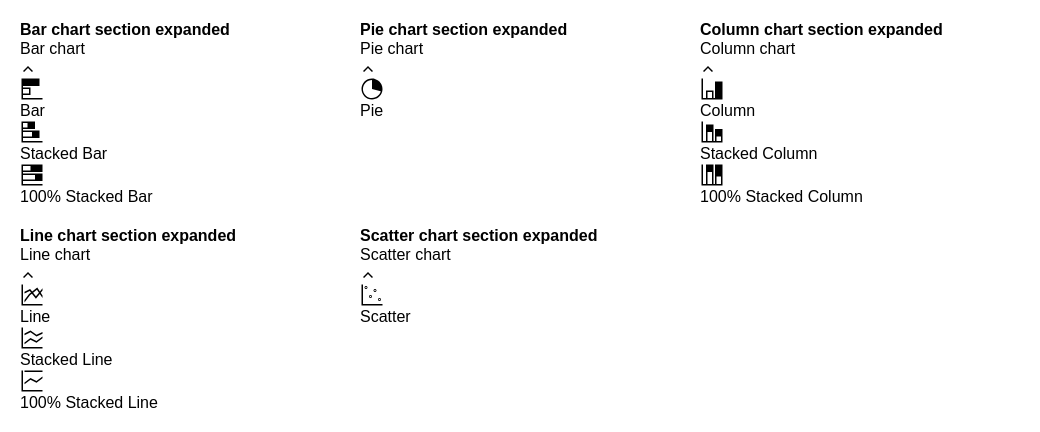 Bar chart section expanded
Bar chart
Bar
Stacked Bar
100% Stacked Bar
Pie chart section expanded
Pie chart
Pie
Column chart section expanded
Column chart
Column
Stacked Column
100% Stacked Column
Line chart section expanded
Line chart
Line
Stacked Line
100% Stacked Line
Scatter chart section expanded
Scatter chart
Scatter